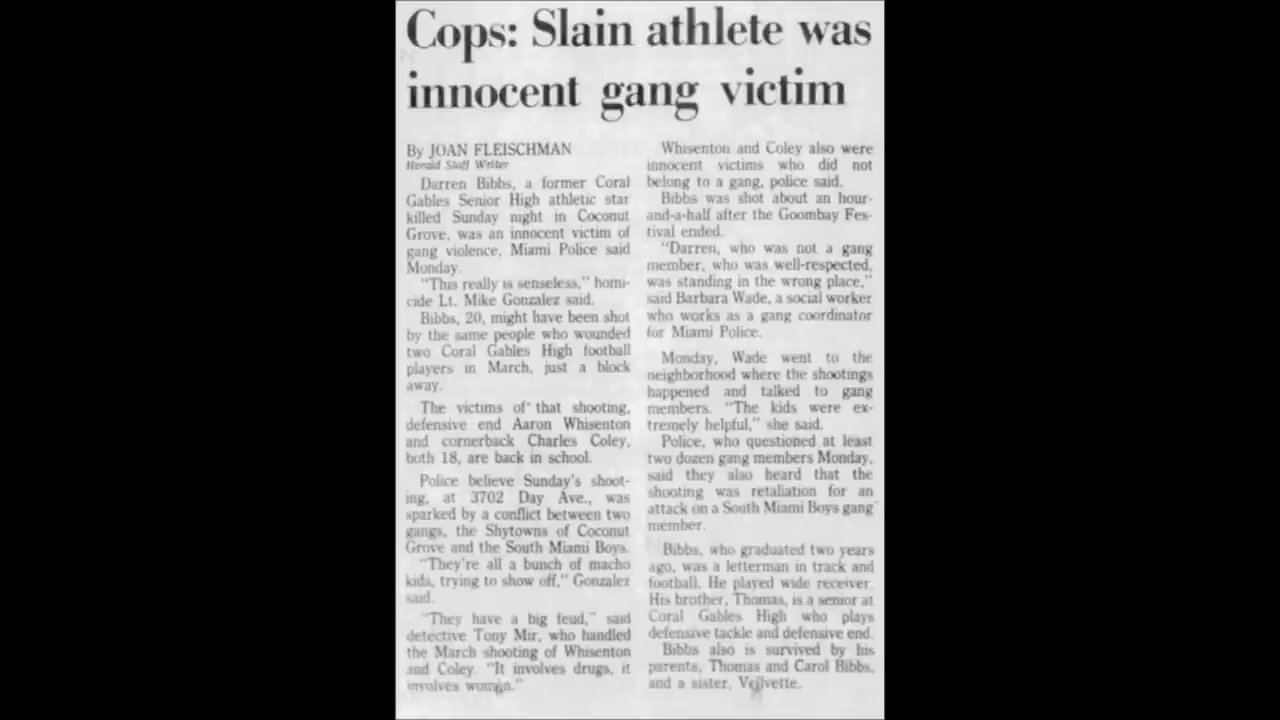 Cops: Slain athlete was
innocent gang victim
By JOAN FLEISCHMAN
Herald Staff Writer
Darren Bibbs, a former Coral
Gables Senior High athletic star
killed Sunday night in Coconut
Grove, was an innocent victim of
gang violence, Miami Police said
Monday.
"This really is senseless," homi-
cide Lt. Mike Gonzalez said.
Bibbs, 20, might have been shot
by the same people who wounded
two Coral Gables High football
players in March, just a block
away.
The victims of that shooting,
defensive end Aaron Whisenton
and cornerback Charles Coley,
both 18, are back in school.
Police believe Sunday's shoot-
ing, at 3702 Day Ave., was
sparked by a conflict between two
gangs, the Shytowns of Coconut
Grove and the South Miami Boys.
"They're all a bunch of macho
kids, trying to show off," Gonzalez
said.
"They have a big feud," said
detective Tony Mir, who handled
the March shooting of Whisenton
and Coley. "It involves drugs, it
involves women."
Whisenton and Coley also were
innocent victims who did not
belong to a gang, police said.
Bibbs was shot about an hour-
and-a-half after the Goombay Fes-
tival ended.
"Darren, who was not a gang
member, who was well-respected,
was standing in the wrong place,"
said Barbara Wade, a social worker
who works as a gang coordinator
for Miami Police.
Monday, Wade went to the
neighborhood where the shootings
happened and talked to gang
members. "The kids were ex-
tremely helpful," she said.
Police, who questioned at least
two dozen gang members Monday,
said they also heard that the
shooting was retaliation for an
attack on a South Miami Boys gang
member.
Bibbs, who graduated two years
ago, was a letterman in track and
football. He played wide receiver.
His brother, Thomas, is a senior at
Coral Gables High who plays
defensive tackle and defensive end.
Bibbs also is survived by his
parents, Thomas and Carol Bibbs,
and a sister,